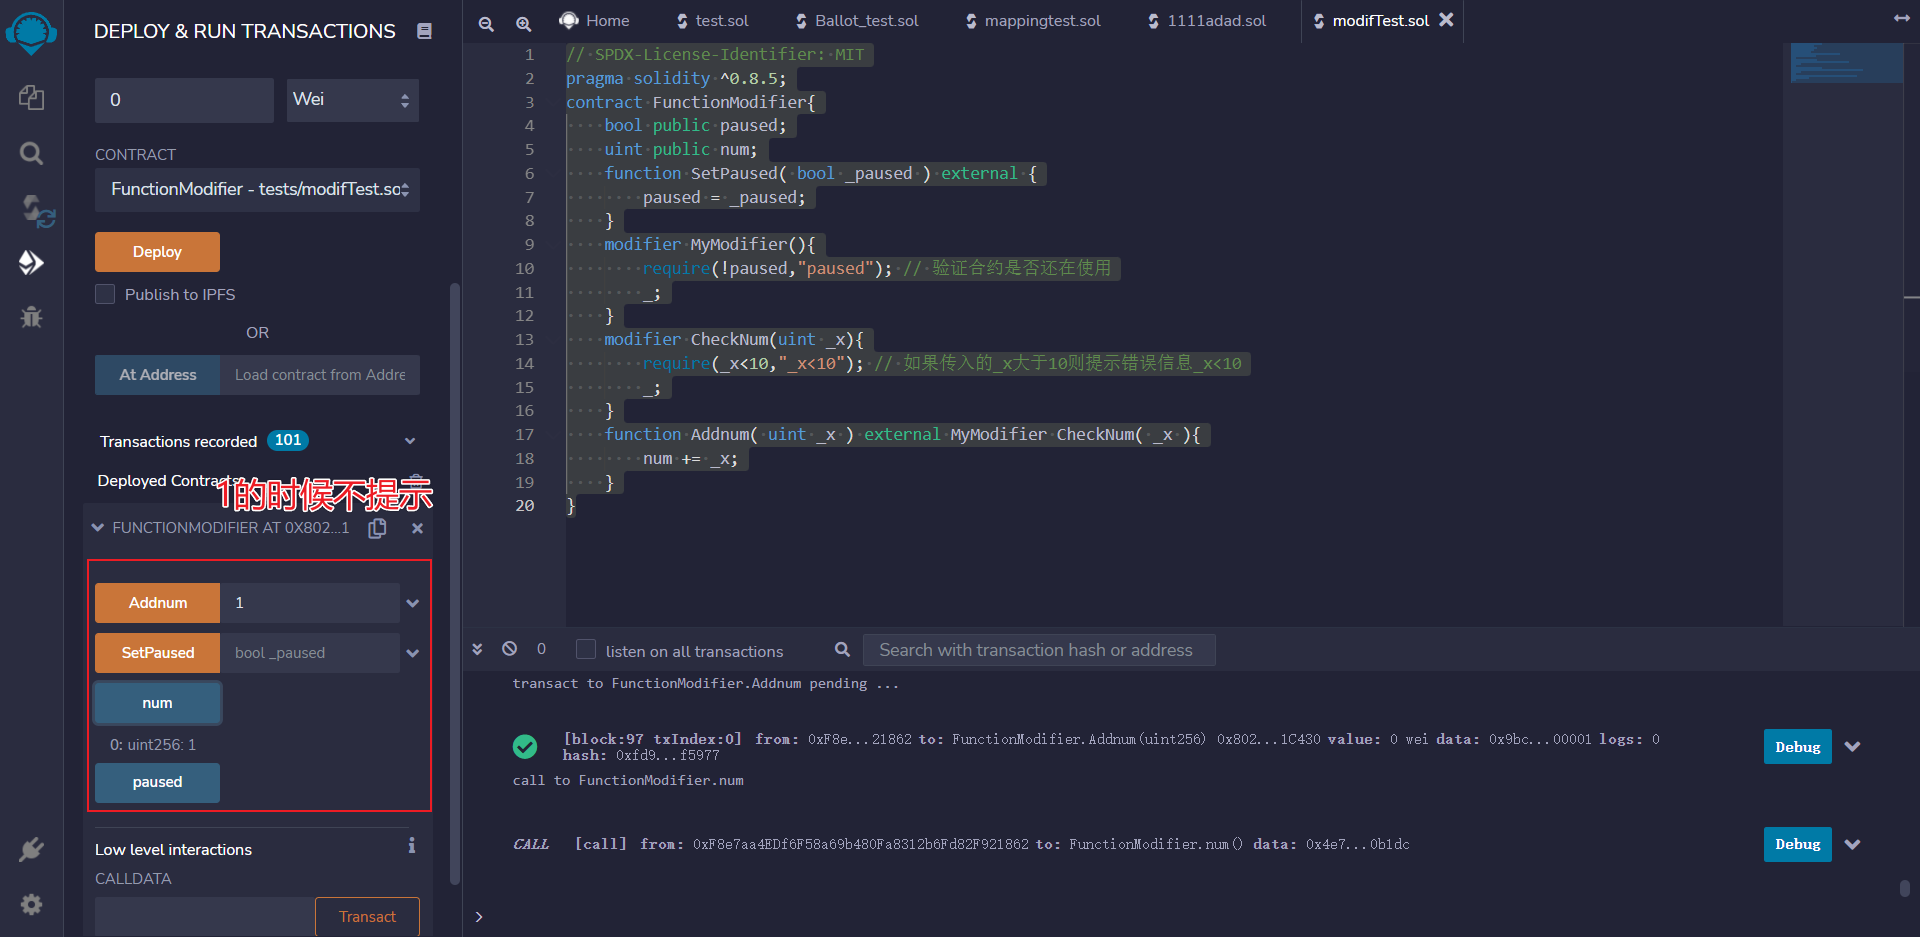 DEPLOY & RUN TRANSACTIONS
0
Wei
CONTRACT
FunctionModifier - tests/modifTest.so
Deploy
Publish to IPFS
OR
At Address
Load contract from Addre
Transactions recorded 101
Deployed Contracts
1的时候不提示
FUNCTIONMODIFIER AT 0X802...1
Addnum
1
SetPaused
bool _paused
num
0: uint256: 1
paused
Low level interactions
CALLDATA
Transact
Home
test.sol
Ballot_test.sol
mappingtest.sol
1111adad.sol
modifTest.sol
1 // SPDX-License-Identifier: MIT
2 pragma solidity ^0.8.5;
3 contract FunctionModifier{
4 bool public paused;
5 uint public num;
6 function SetPaused( bool _paused ) external {
7 paused = _paused;
8 }
9 modifier MyModifier(){
10 require(!paused,"paused"); // 验证合约是否还在使用
11 _;
12 }
13 modifier CheckNum(uint _x){
14 require(_x<10,"_x<10"); // 如果传入的_x大于10则提示错误信息_x<10
15 _;
16 }
17 function Addnum( uint _x ) external MyModifier CheckNum( _x ){
18 num += _x;
19 }
20 }
0
listen on all transactions
Search with transaction hash or address
transact to FunctionModifier.Addnum pending ...
[block:97 txIndex:0] from: 0xF8e...21862 to: FunctionModifier.Addnum(uint256) 0x802...1C430 value: 0 wei data: 0x9bc...00001 logs: 0
hash: 0xfd9...f5977
Debug
call to FunctionModifier.num
CALL [call] from: 0xF8e7aa4EDf6F58a69b480Fa8312b6Fd82F921862 to: FunctionModifier.num() data: 0x4e7...0b1dc
Debug
>